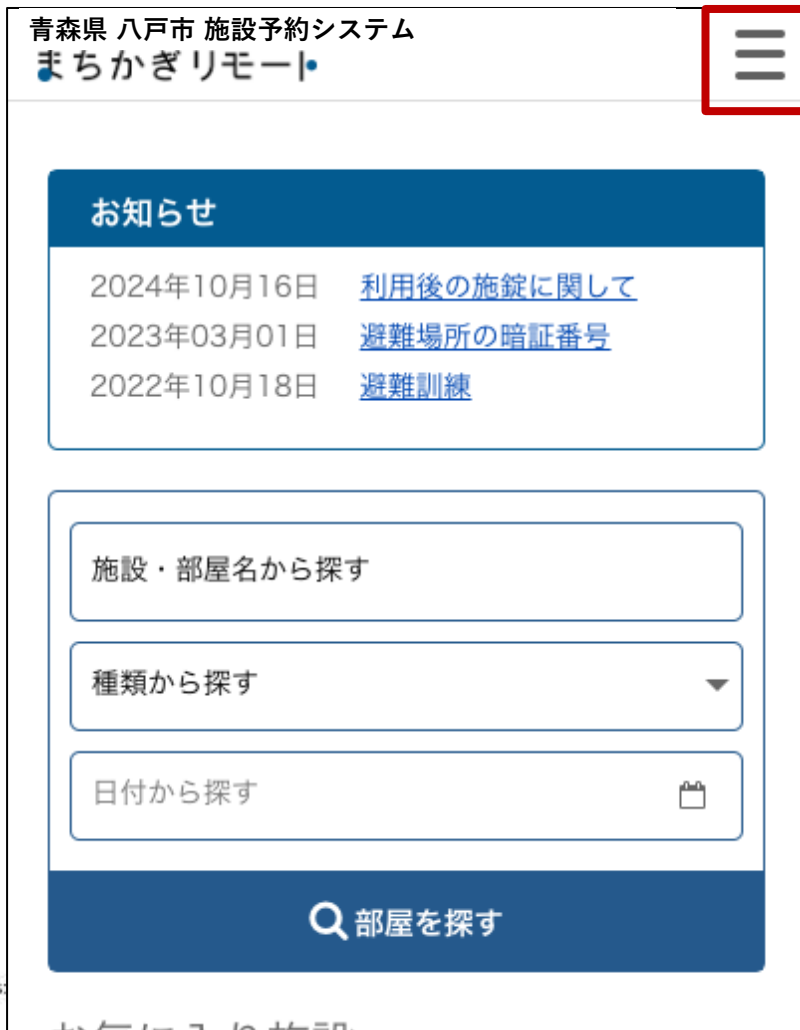 青森県 八戸市 施設予約システム
まちかぎリモート
お知らせ
2024年10月16日 利用後の施錠に関して
2023年03月01日 避難場所の暗証番号
2022年10月18日 避難訓練
施設・部屋名から探す
種類から探す
日付から探す
部屋を探す